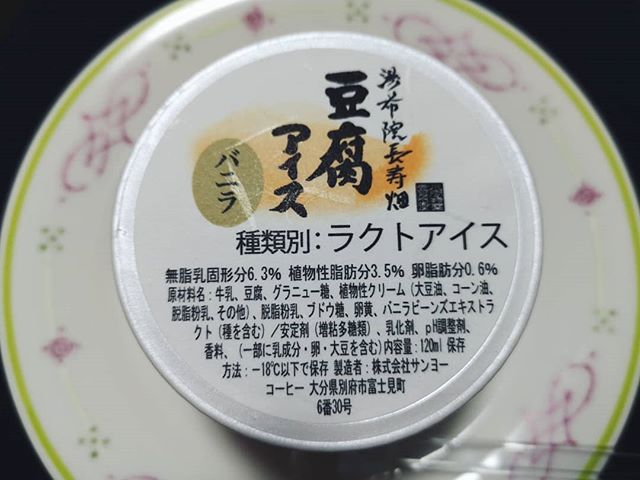 湯布院長寿畑
豆腐
アイス
バニラ
種類別：ラクトアイス
無脂乳固形分6.3% 植物性脂肪分3.5% 卵脂肪分0.6%
原材料名：牛乳、豆腐、グラニュー糖、植物性クリーム（大豆油、コーン油、
脱脂粉乳、その他）、脱脂粉乳、ブドウ糖、卵黄、バニラビーンズエキストラ
クト（種を含む）／安定剤（増粘多糖類）、乳化剤、pH調整剤、
香料、（一部に乳成分・卵・大豆を含む）内容量：120ml 保存
方法：－18℃以下で保存 製造者：株式会社サンヨー
コーヒー 大分県別府市富士見町
6番30号